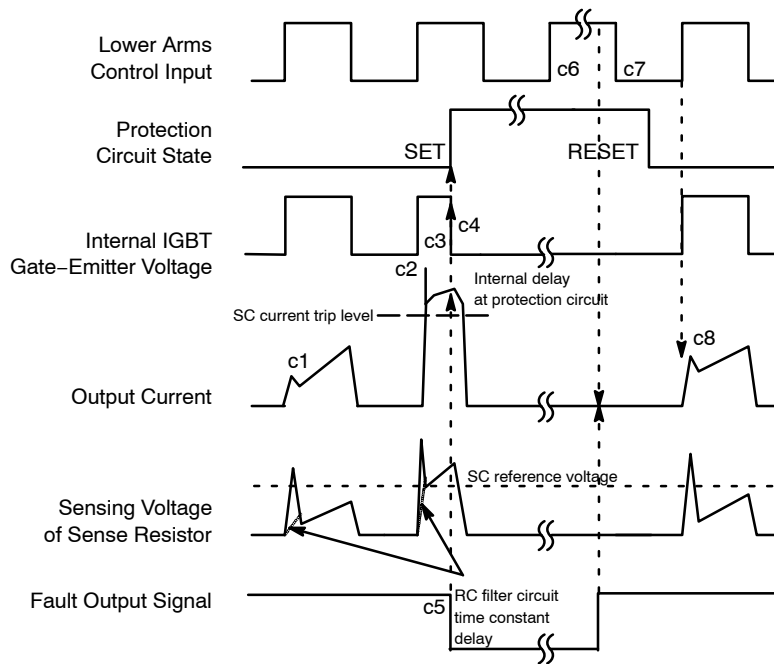 Lower Arms
Control Input
c6
c7
Protection
Circuit State
SET
RESET
Internal IGBT
Gate−Emitter Voltage
c3
c4
c2
Internal delay
at protection circuit
SC current trip level
c1
c8
Output Current
SC reference voltage
Sensing Voltage
of Sense Resistor
Fault Output Signal
c5
RC filter circuit
time constant
delay